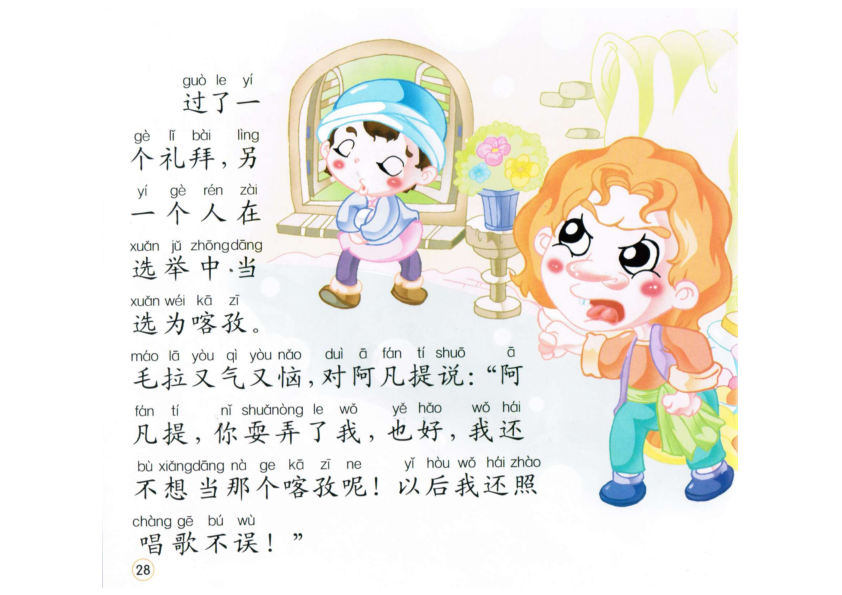 guò le yí
过了一
gè lǐ bài lìng
个礼拜,另
yí gè rén zài
一个人在
xuǎn jǔ zhōng dāng
选举中.当
xuǎn wéi kā zī
选为喀孜。
máo lā yòu qì yòu nǎo duì ā fán tí shuō ā
毛拉又气又恼,对阿凡提说:“阿
fán tí nǐ shuǎ nòng le wǒ yě hǎo wǒ hái
凡提,你耍弄了我,也好,我还
bù xiǎng dāng nà ge kā zī ne yǐ hòu wǒ hái zhào
不想当那个喀孜呢!以后我还照
chàng gē bú wù
唱歌不误!”
28